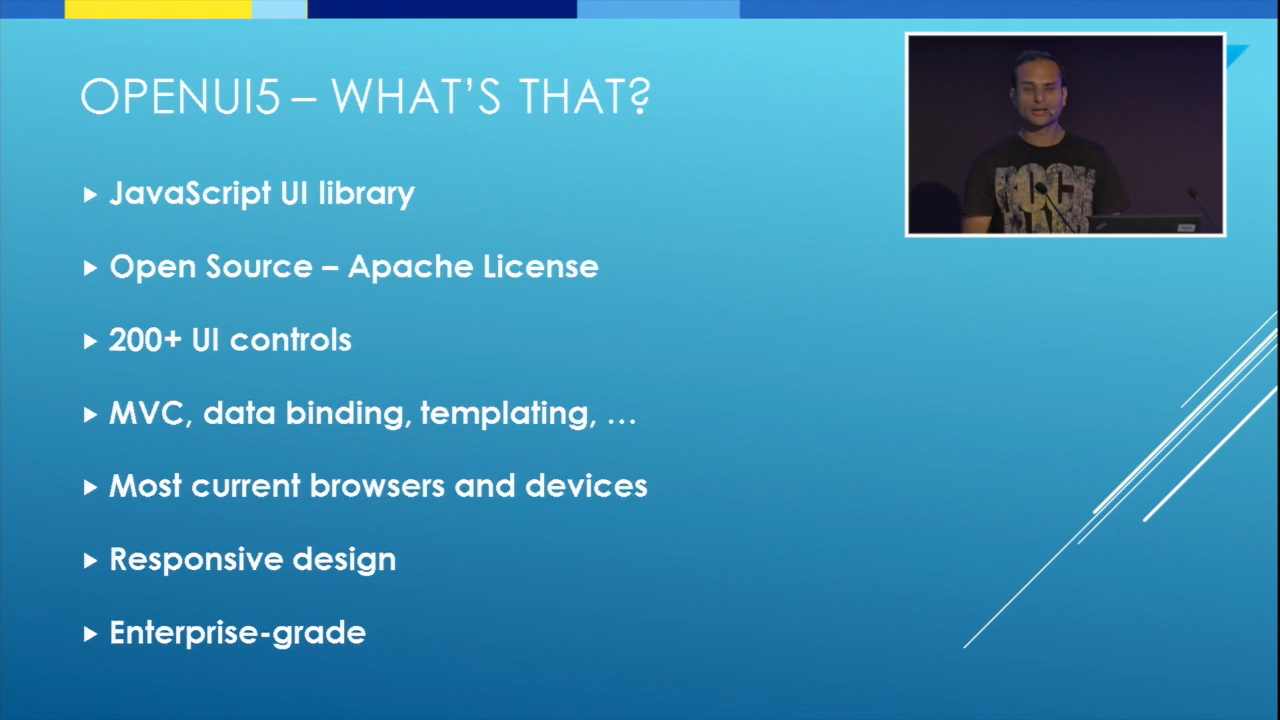 OPENUI5 – WHAT'S THAT?
JavaScript UI library
Open Source – Apache License
200+ UI controls
MVC, data binding, templating, …
Most current browsers and devices
Responsive design
Enterprise-grade
ROCK